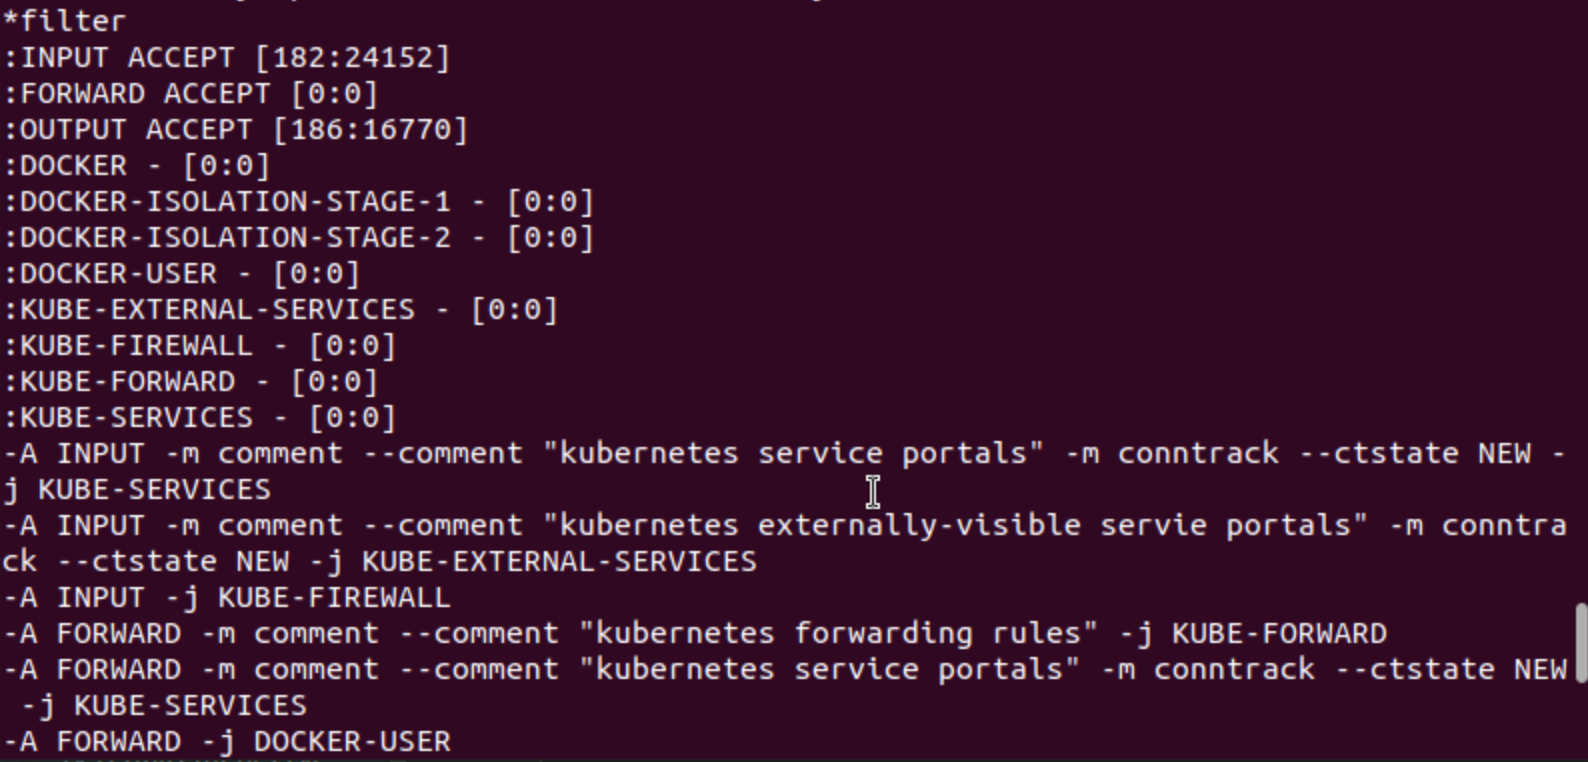 *filter
:INPUT ACCEPT [182:24152]
:FORWARD ACCEPT [0:0]
:OUTPUT ACCEPT [186:16770]
:DOCKER - [0:0]
:DOCKER-ISOLATION-STAGE-1 - [0:0]
:DOCKER-ISOLATION-STAGE-2 - [0:0]
:DOCKER-USER - [0:0]
:KUBE-EXTERNAL-SERVICES - [0:0]
:KUBE-FIREWALL - [0:0]
:KUBE-FORWARD - [0:0]
:KUBE-SERVICES - [0:0]
-A INPUT -m comment --comment "kubernetes service portals" -m conntrack --ctstate NEW -
j KUBE-SERVICES
-A INPUT -m comment --comment "kubernetes externally-visible servie portals" -m conntra
ck --ctstate NEW -j KUBE-EXTERNAL-SERVICES
-A INPUT -j KUBE-FIREWALL
-A FORWARD -m comment --comment "kubernetes forwarding rules" -j KUBE-FORWARD
-A FORWARD -m comment --comment "kubernetes service portals" -m conntrack --ctstate NEW
 -j KUBE-SERVICES
-A FORWARD -j DOCKER-USER